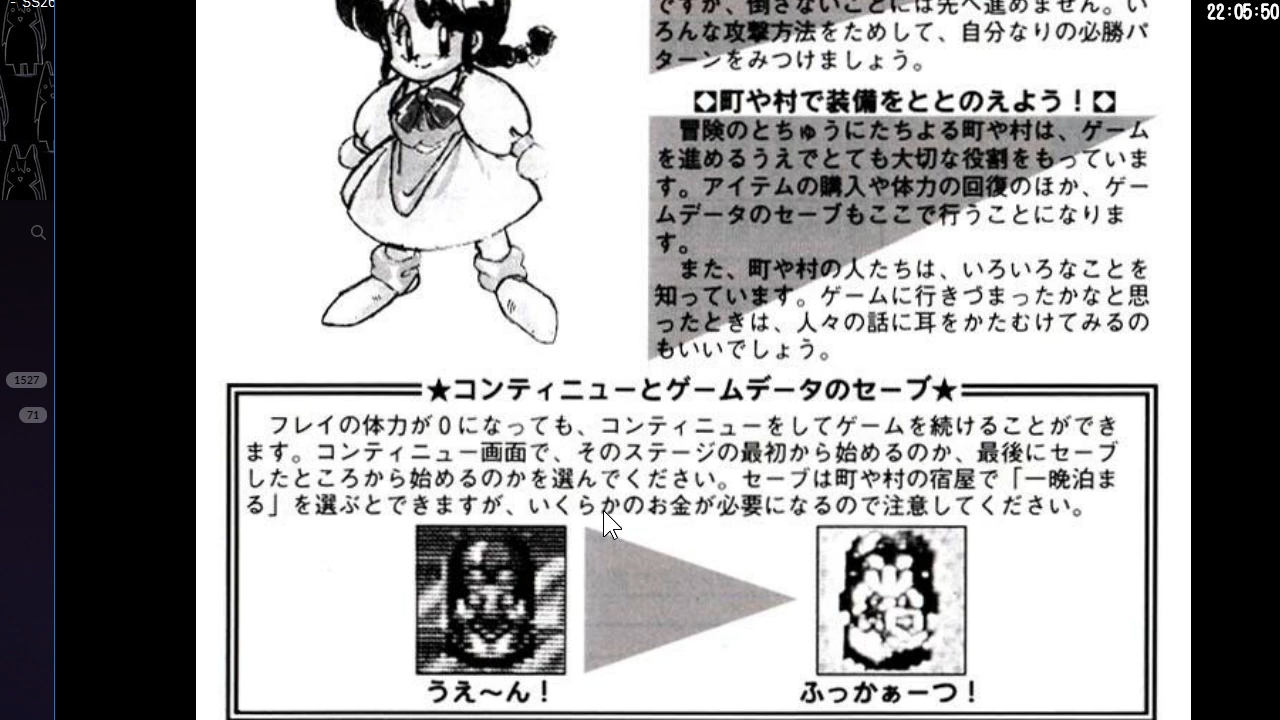 - SS26
22:05:50
1527
71
ですが、倒さないことには先へ進めません。い
ろんな攻撃方法をためして、自分なりの必勝パ
ターンをみつけましょう。
町や村で装備をととのえよう！
冒険のとちゅうにたちよる町や村は、ゲーム
を進めるうえでとても大切な役割をもっていま
す。アイテムの購入や体力の回復のほか、ゲー
ムデータのセーブもここで行うことになりま
す。
また、町や村の人たちは、いろいろなことを
知っています。ゲームに行きづまったかなと思
ったときは、人々の話に耳をかたむけてみるの
もいいでしょう。
★コンティニューとゲームデータのセーブ★
フレイの体力が０になっても、コンティニューをしてゲームを続けることができ
ます。コンティニュー画面で、そのステージの最初から始めるのか、最後にセーブ
したところから始めるのかを選んでください。セーブは町や村の宿屋で「一晩泊ま
る」を選ぶとできますが、いくらかのお金が必要になるので注意してください。
うえ〜ん！
ふっかぁーつ！